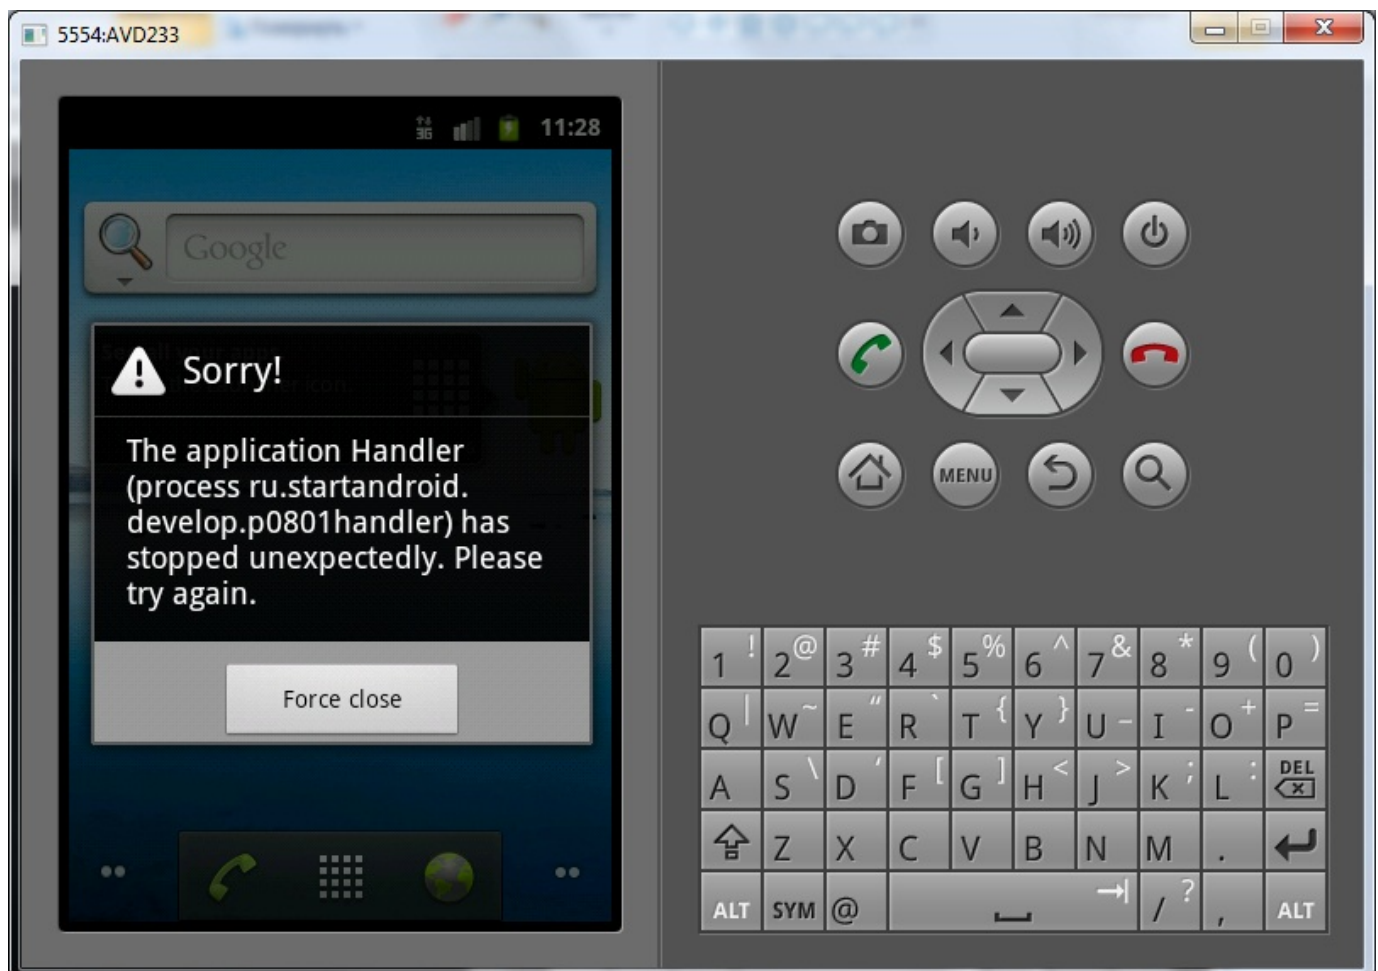 5554:AVD233
3G 11:28
Google
Sorry!
The application Handler
(process ru.startandroid.
develop.p0801handler) has
stopped unexpectedly. Please
try again.
Force close
MENU
1 ! 2 @ 3 # 4 $ 5 % 6 ^ 7 & 8 * 9 ( 0 )
Q | W ~ E " R ` T { Y } U _ I - O + P =
A S \ D ' F [ G ] H < J > K ; L : DEL
Z X C V B N M .
ALT SYM @ / ? , ALT